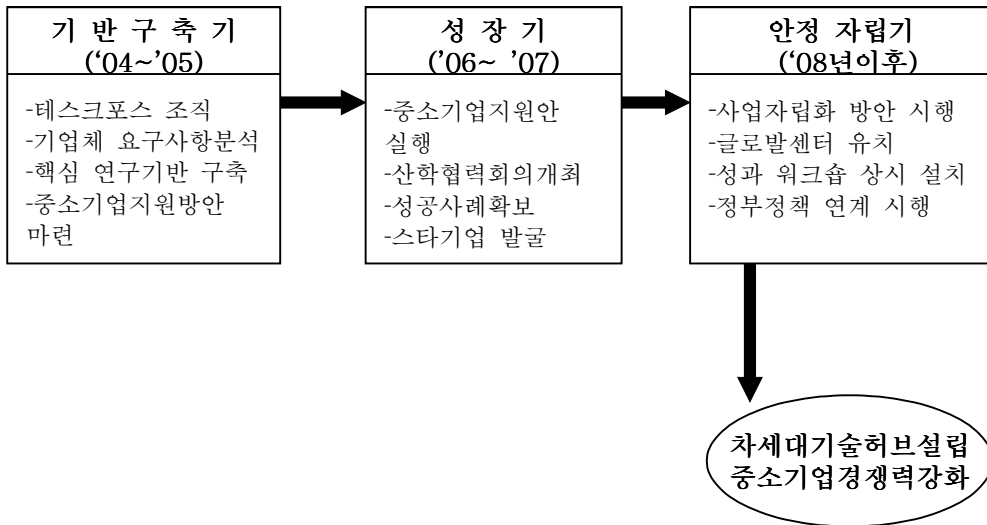 기 반 구 축 기
(‘04~’05)
-테스크포스 조직
-기업체 요구사항분석
-핵심 연구기반 구축
-중소기업지원방안
마련
성 장 기
(’06~ ’07)
-중소기업지원안
실행
-산학협력회의개최
-성공사례확보
-스타기업 발굴
안정 자립기
(‘08년이후)
-사업자립화 방안 시행
-글로발센터 유치
-성과 워크숍 상시 설치
-정부정책 연계 시행
차세대기술허브설립
중소기업경쟁력강화